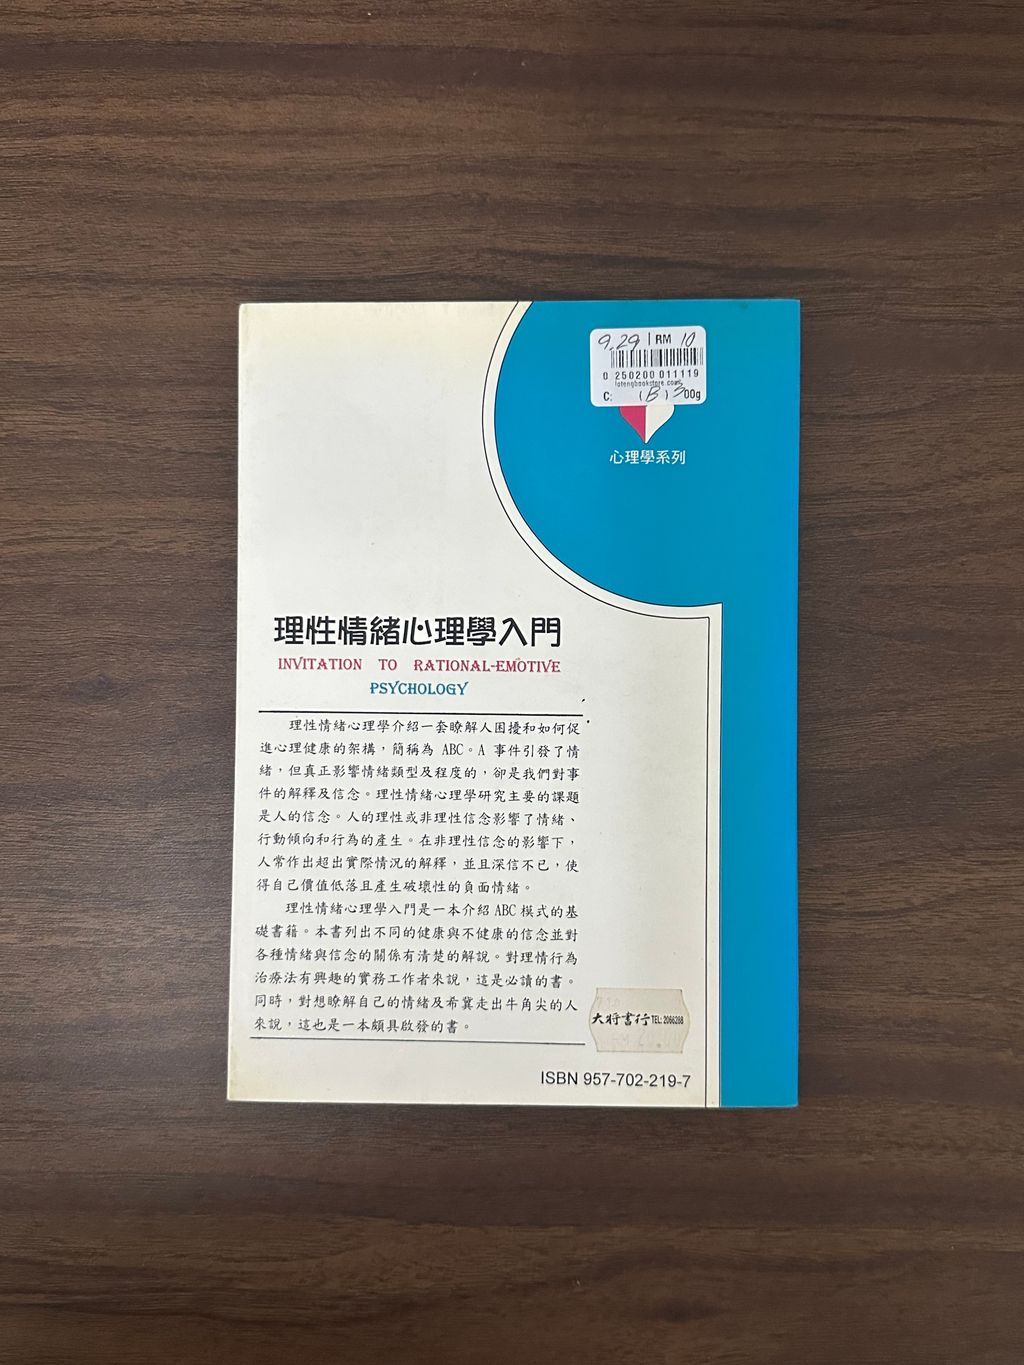 9.29 | RM 10
0 250200 011119
lotengbookstore.com
C: (B) 300g
心理學系列
理性情緒心理學入門
INVITATION TO RATIONAL-EMOTIVE
PSYCHOLOGY
理性情緒心理學介紹一套瞭解人困擾和如何促
進心理健康的架構，簡稱為 ABC。A 事件引發了情
緒，但真正影響情緒類型及程度的，卻是我們對事
件的解釋及信念。理性情緒心理學研究主要的課題
是人的信念。人的理性或非理性信念影響了情緒、
行動傾向和行為的產生。在非理性信念的影響下，
人常作出超出實際情況的解釋，並且深信不已，使
得自己價值低落且產生破壞性的負面情緒。
理性情緒心理學入門是一本介紹 ABC 模式的基
礎書籍。本書列出不同的健康與不健康的信念並對
各種情緒與信念的關係有清楚的解說。對理情行為
治療法有興趣的實務工作者來說，這是必讀的書。
同時，對想瞭解自己的情緒及希冀走出牛角尖的人
來說，這也是一本頗具啟發的書。
大将書行 TEL: 2066288
ISBN 957-702-219-7